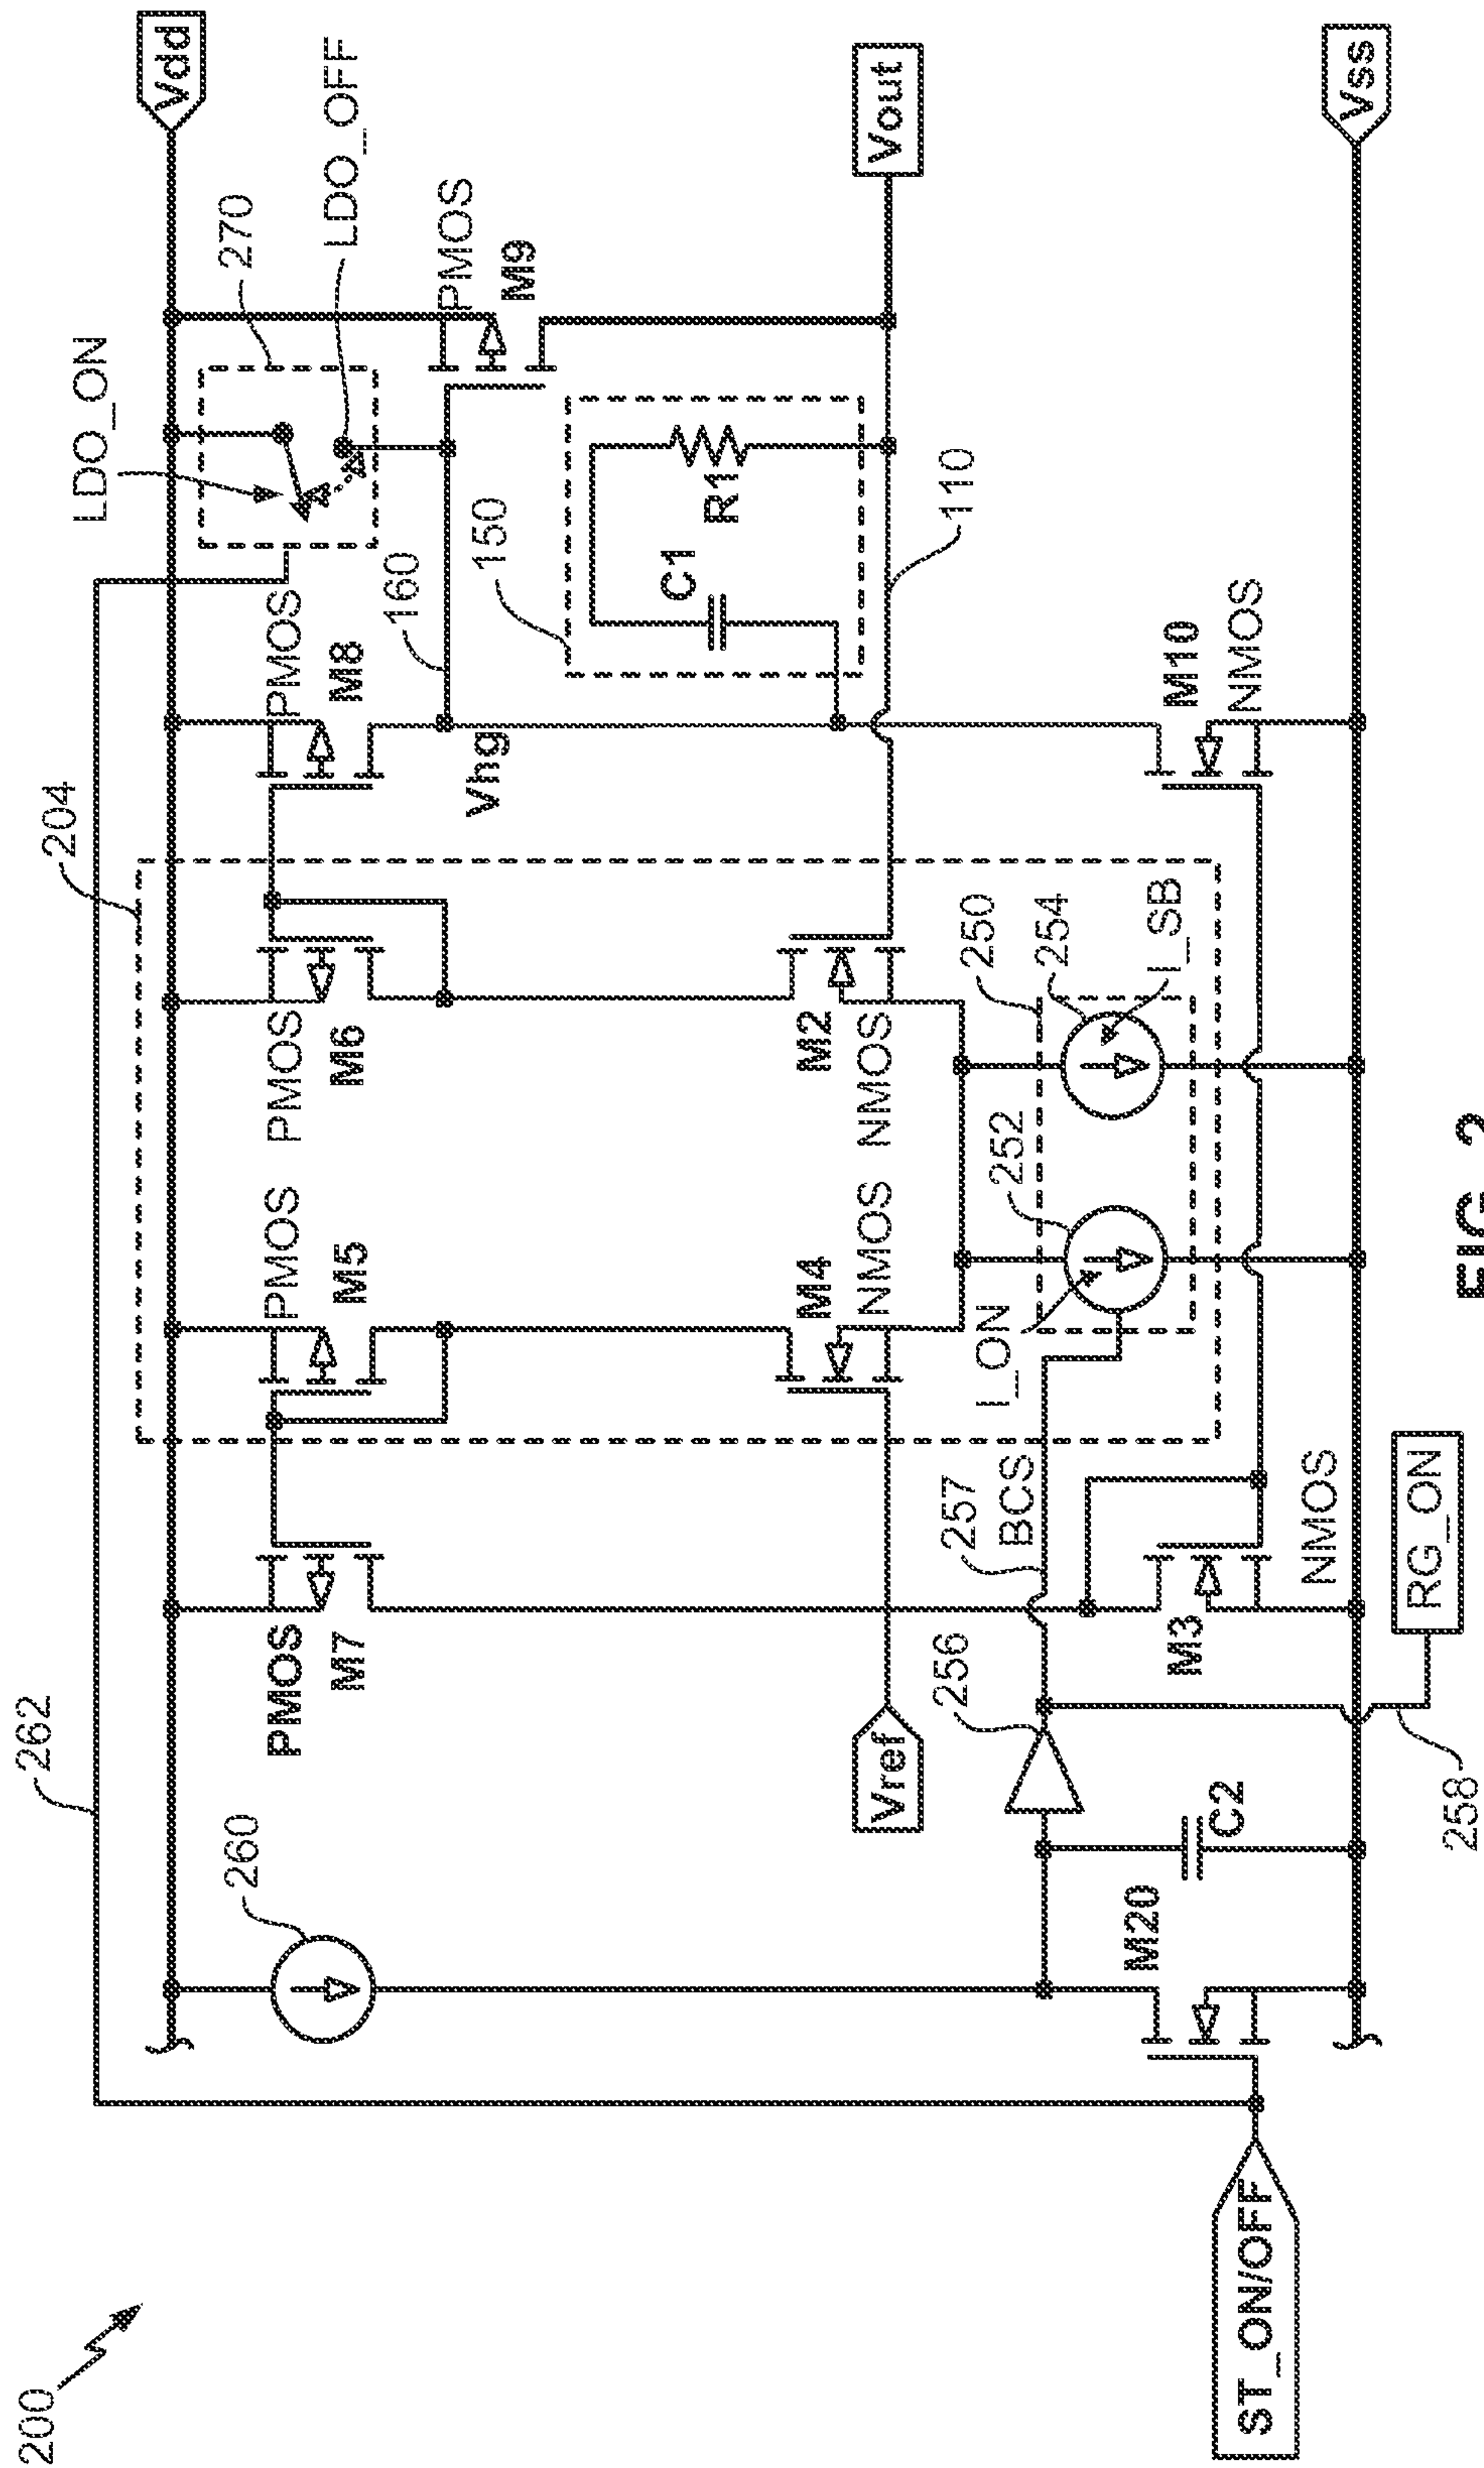 200
262
204
LDO_ON
270
LDO_OFF
Vdd
260
PMOS
M7
PMOS
M5
PMOS
M6
PMOS
M8
PMOS
M9
160
Vhg
150
C1
R1
Vref
M4
NMOS
M2
NMOS
110
Vout
256
257
BCS
I_ON
252
250
254
I_SB
ST_ON/OFF
M20
C2
M3
NMOS
M10
NMOS
Vss
258
RG_ON
FIG. 2